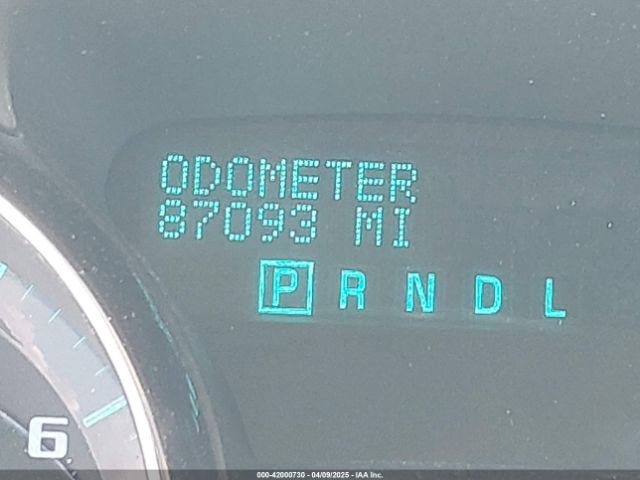 ODOMETER
87093 MI
P R N D L
6
000-42000730 - 04/09/2025 - IAA Inc.